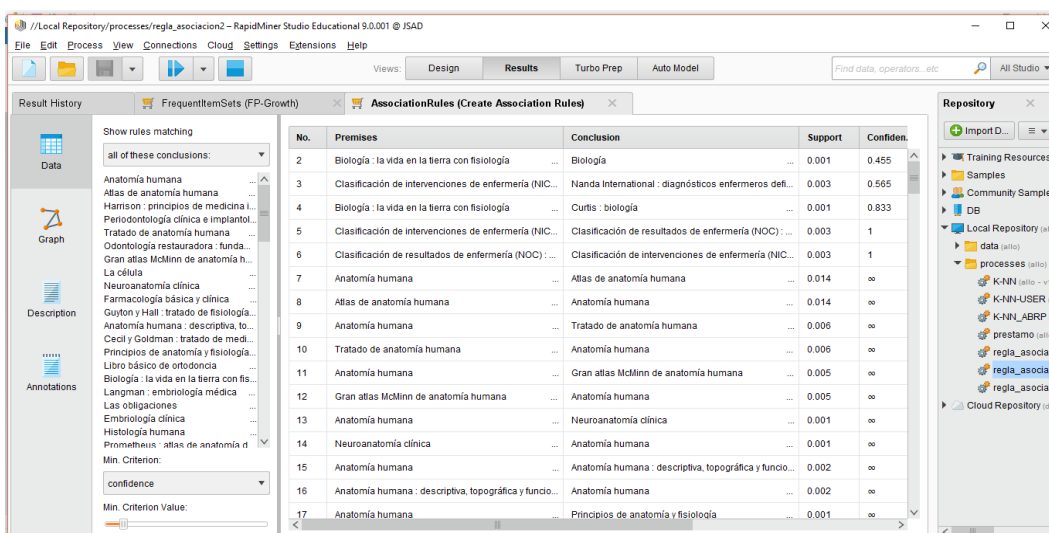 //Local Repository/processes/regla_asociacion2 – RapidMiner Studio Educational 9.0.001 @ JSAD
File Edit Process View Connections Cloud Settings Extensions Help
Views: Design Results Turbo Prep Auto Model Find data, operators...etc All Studio
Result History FrequentItemSets (FP-Growth) AssociationRules (Create Association Rules) Repository
Data
Graph
Description
Annotations
Show rules matching
all of these conclusions:
Anatomía humana ...
Atlas de anatomía humana ...
Harrison : principios de medicina i...
Periodontología clínica e implantol...
Tratado de anatomía humana ...
Odontología restauradora : funda...
Gran atlas McMinn de anatomía h...
La célula ...
Neuroanatomía clínica ...
Farmacología básica y clínica ...
Guyton y Hall : tratado de fisiología...
Anatomía humana : descriptiva, to...
Cecil y Goldman : tratado de medi...
Principios de anatomía y fisiología...
Libro básico de ortodoncia ...
Biología : la vida en la tierra con fis...
Langman : embriología médica ...
Las obligaciones ...
Embriología clínica ...
Histología humana ...
Prometheus : atlas de anatomía d...
Min. Criterion:
confidence
Min. Criterion Value:
No. Premises Conclusion Support Confiden.
2 Biología : la vida en la tierra con fisiología ... Biología ... 0.001 0.455
3 Clasificación de intervenciones de enfermería (NIC... Nanda International : diagnósticos enfermeros defi... 0.003 0.565
4 Biología : la vida en la tierra con fisiología ... Curtis : biología ... 0.001 0.833
5 Clasificación de intervenciones de enfermería (NIC... Clasificación de resultados de enfermería (NOC) : ... 0.003 1
6 Clasificación de resultados de enfermería (NOC) : ... Clasificación de intervenciones de enfermería (NIC... 0.003 1
7 Anatomía humana ... Atlas de anatomía humana ... 0.014 ∞
8 Atlas de anatomía humana ... Anatomía humana ... 0.014 ∞
9 Anatomía humana ... Tratado de anatomía humana ... 0.006 ∞
10 Tratado de anatomía humana ... Anatomía humana ... 0.006 ∞
11 Anatomía humana ... Gran atlas McMinn de anatomía humana ... 0.005 ∞
12 Gran atlas McMinn de anatomía humana ... Anatomía humana ... 0.005 ∞
13 Anatomía humana ... Neuroanatomía clínica ... 0.001 ∞
14 Neuroanatomía clínica ... Anatomía humana ... 0.001 ∞
15 Anatomía humana ... Anatomía humana : descriptiva, topográfica y funcio... 0.002 ∞
16 Anatomía humana : descriptiva, topográfica y funcio... Anatomía humana ... 0.002 ∞
17 Anatomía humana ... Principios de anatomía y fisiología ... 0.001 ∞
Import D...
Training Resources
Samples
Community Sample
DB
Local Repository (all
data (allo)
processes (allo)
K-NN (allo - v
K-NN-USER
K-NN_ABRP
prestamo (all
regla_asocia
regla_asocia
regla_asocia
Cloud Repository (d